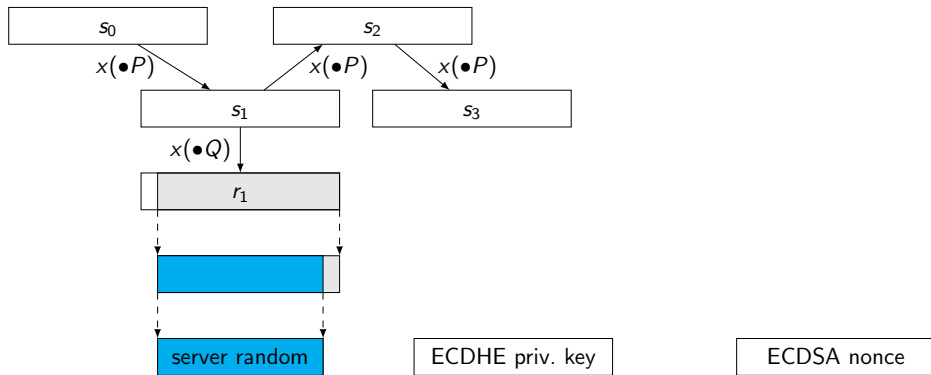 s0
s2
x(•P)
x(•P)
x(•P)
s1
s3
x(•Q)
r1
server random
ECDHE priv. key
ECDSA nonce